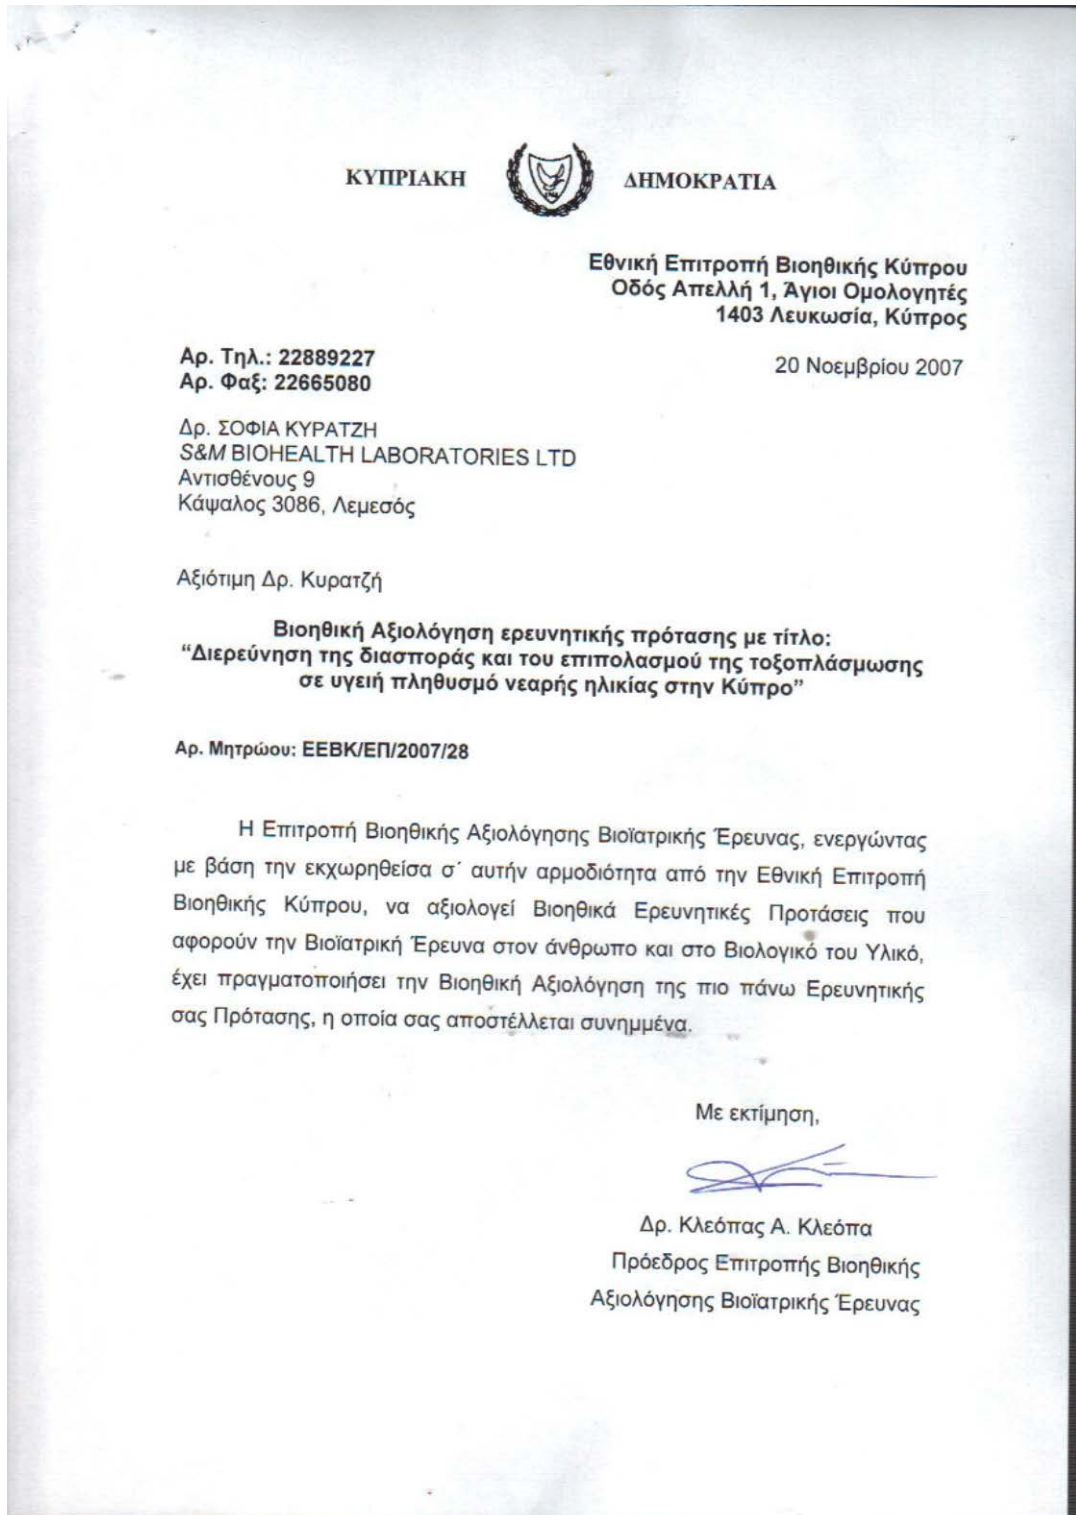 ΚΥΠΡΙΑΚΗ ΔΗΜΟΚΡΑΤΙΑ
Εθνική Επιτροπή Βιοηθικής Κύπρου
Οδός Απελλή 1, Άγιοι Ομολογητές
1403 Λευκωσία, Κύπρος
Αρ. Τηλ.: 22889227
Αρ. Φαξ: 22665080
20 Νοεμβρίου 2007
Δρ. ΣΟΦΙΑ ΚΥΡΑΤΖΗ
S&M BIOHEALTH LABORATORIES LTD
Αντισθένους 9
Κάψαλος 3086, Λεμεσός
Αξιότιμη Δρ. Κυρατζή
Βιοηθική Αξιολόγηση ερευνητικής πρότασης με τίτλο:
“Διερεύνηση της διασποράς και του επιπολασμού της τοξοπλάσμωσης
σε υγειή πληθυσμό νεαρής ηλικίας στην Κύπρο”
Αρ. Μητρώου: ΕΕΒΚ/ΕΠ/2007/28
Η Επιτροπή Βιοηθικής Αξιολόγησης Βιοϊατρικής Έρευνας, ενεργώντας
με βάση την εκχωρηθείσα σ΄ αυτήν αρμοδιότητα από την Εθνική Επιτροπή
Βιοηθικής Κύπρου, να αξιολογεί Βιοηθικά Ερευνητικές Προτάσεις που
αφορούν την Βιοϊατρική Έρευνα στον άνθρωπο και στο Βιολογικό του Υλικό,
έχει πραγματοποιήσει την Βιοηθική Αξιολόγηση της πιο πάνω Ερευνητικής
σας Πρότασης, η οποία σας αποστέλλεται συνημμένα.
Με εκτίμηση,
Δρ. Κλεόπας Α. Κλεόπα
Πρόεδρος Επιτροπής Βιοηθικής
Αξιολόγησης Βιοϊατρικής Έρευνας